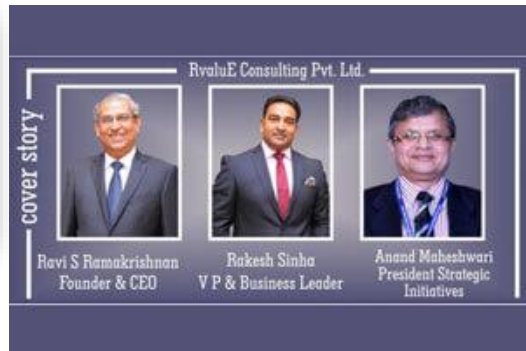 RvaluE Consulting Pvt. Ltd.
cover story
Ravi S Ramakrishnan
Founder & CEO
Rakesh Sinha
V P & Business Leader
Anand Maheshwari
President Strategic
Initiatives